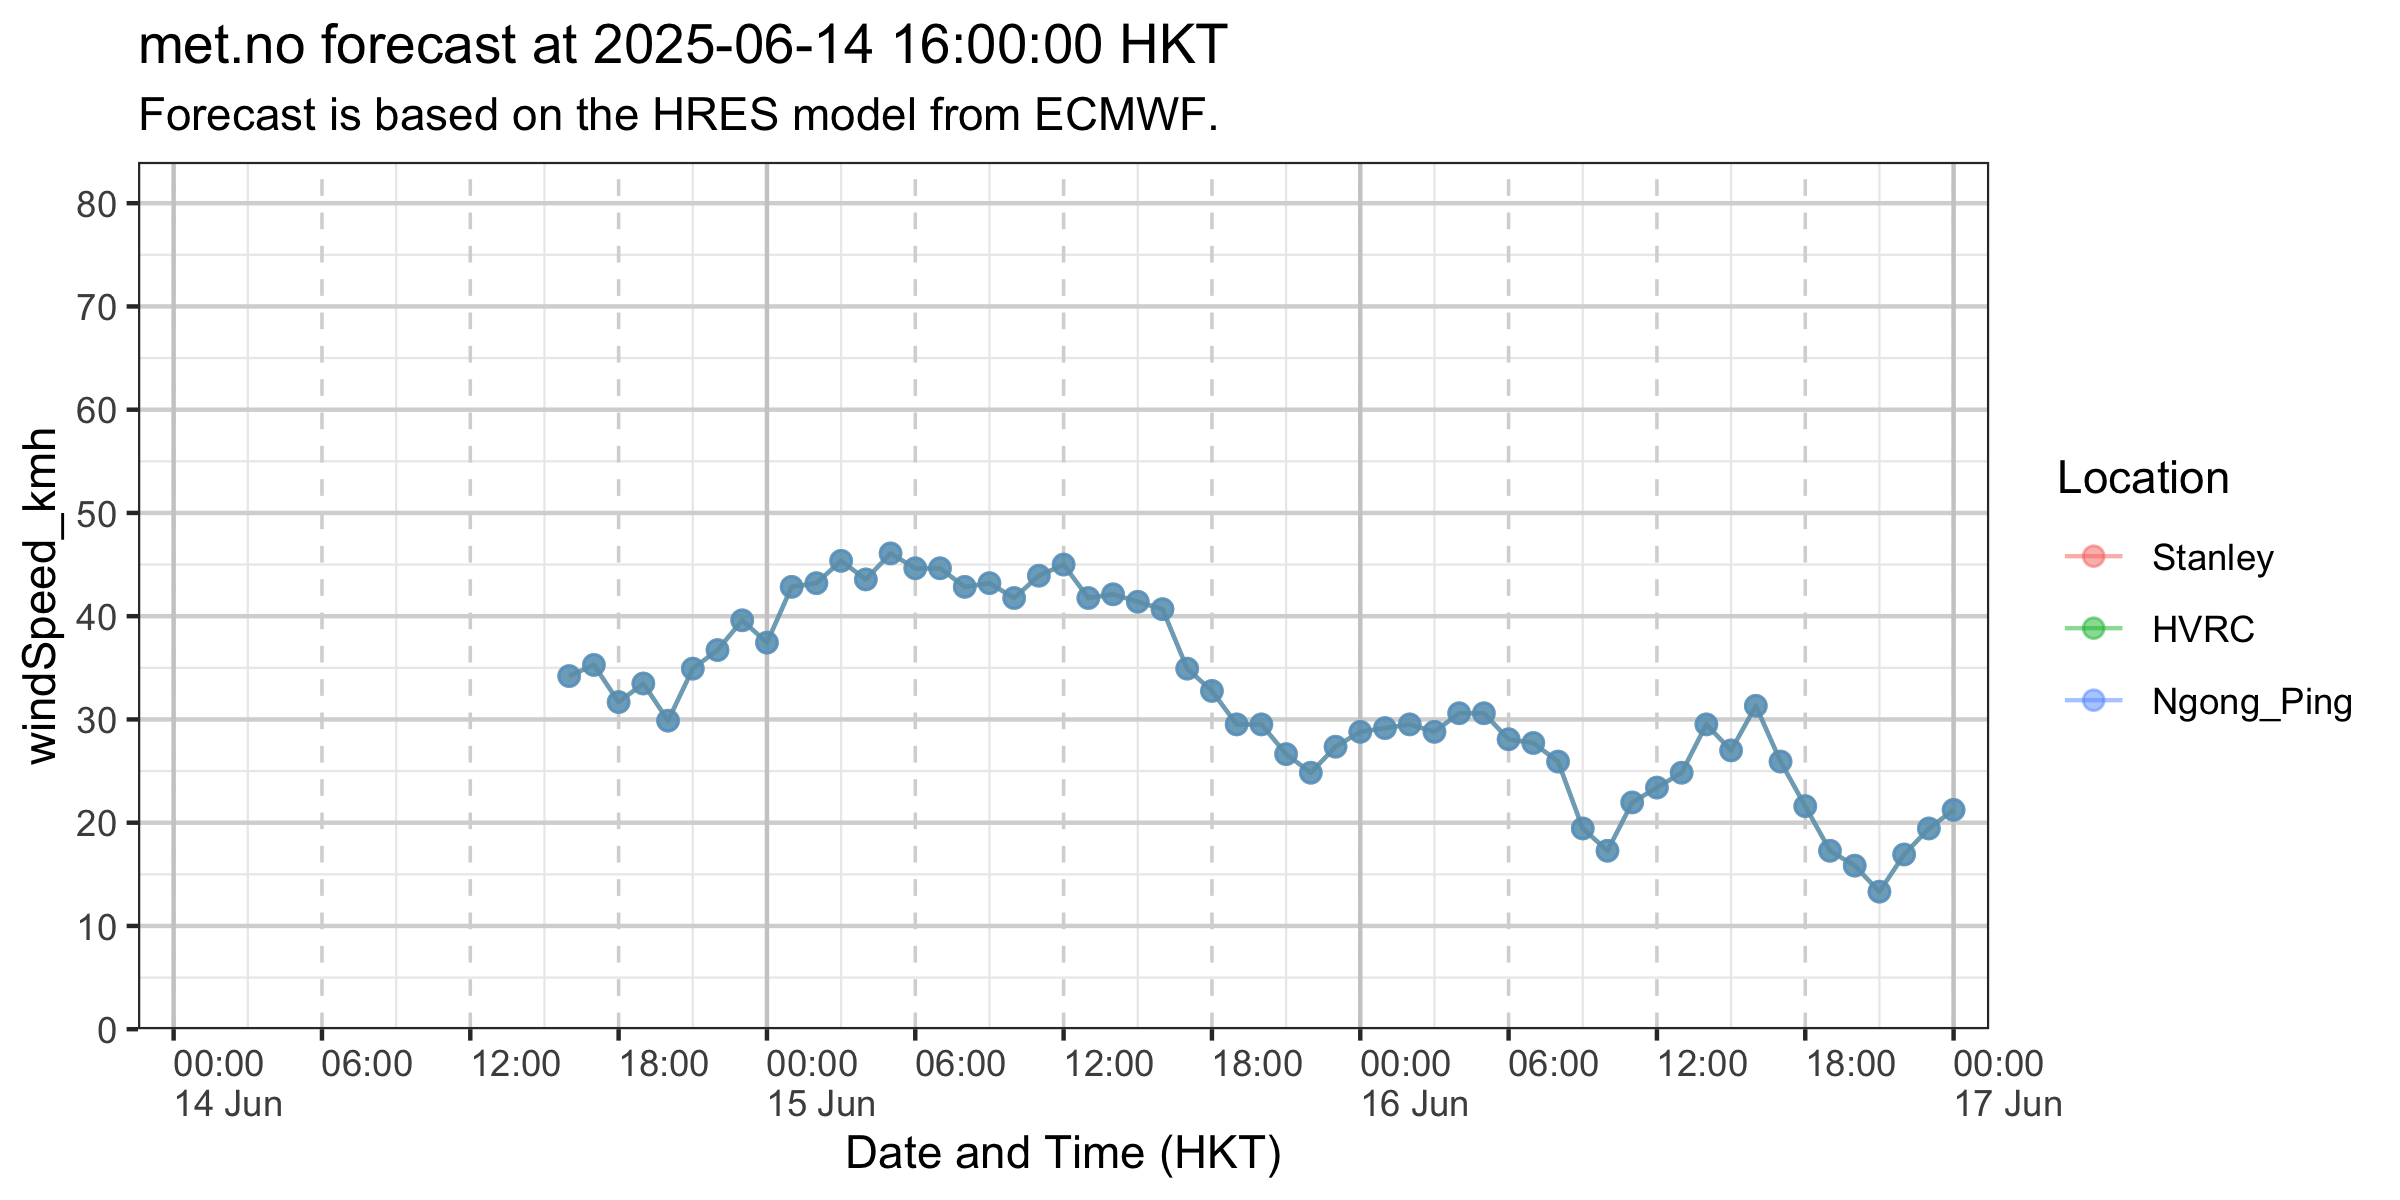 met.no forecast at 2025-06-14 16:00:00 HKT
Forecast is based on the HRES model from ECMWF.
windSpeed_kmh
80
70
60
50
40
30
20
10
0
00:00 06:00 12:00 18:00 00:00 06:00 12:00 18:00 00:00 06:00 12:00 18:00 00:00
14 Jun 15 Jun 16 Jun 17 Jun
Date and Time (HKT)
Location
Stanley
HVRC
Ngong_Ping